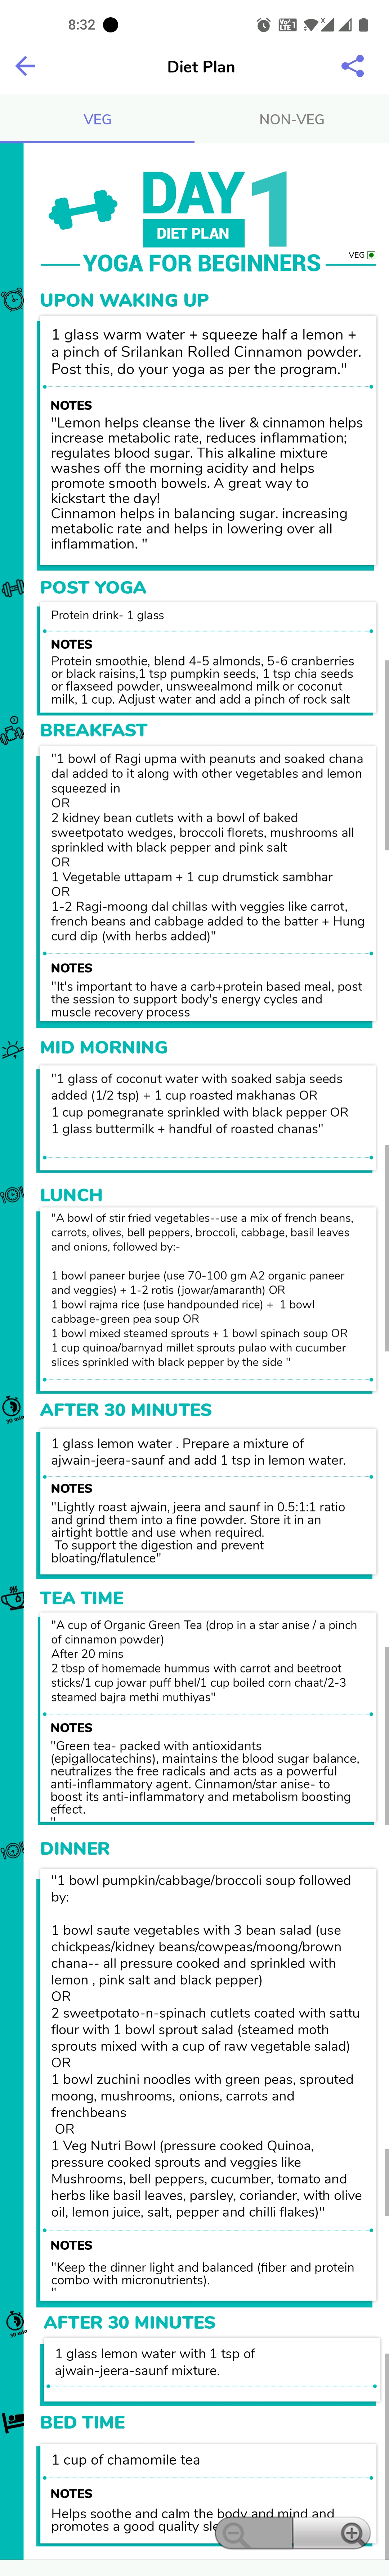 8:32
Diet Plan
VEG
NON-VEG
DAY 1
DIET PLAN
VEG
YOGA FOR BEGINNERS
UPON WAKING UP
1 glass warm water + squeeze half a lemon +
a pinch of Srilankan Rolled Cinnamon powder.
Post this, do your yoga as per the program."
NOTES
"Lemon helps cleanse the liver & cinnamon helps
increase metabolic rate, reduces inflammation;
regulates blood sugar. This alkaline mixture
washes off the morning acidity and helps
promote smooth bowels. A great way to
kickstart the day!
Cinnamon helps in balancing sugar. increasing
metabolic rate and helps in lowering over all
inflammation. "
POST YOGA
Protein drink- 1 glass
NOTES
Protein smoothie, blend 4-5 almonds, 5-6 cranberries
or black raisins,1 tsp pumpkin seeds, 1 tsp chia seeds
or flaxseed powder, unsweealmond milk or coconut
milk, 1 cup. Adjust water and add a pinch of rock salt
BREAKFAST
"1 bowl of Ragi upma with peanuts and soaked chana
dal added to it along with other vegetables and lemon
squeezed in
OR
2 kidney bean cutlets with a bowl of baked
sweetpotato wedges, broccoli florets, mushrooms all
sprinkled with black pepper and pink salt
OR
1 Vegetable uttapam + 1 cup drumstick sambhar
OR
1-2 Ragi-moong dal chillas with veggies like carrot,
french beans and cabbage added to the batter + Hung
curd dip (with herbs added)"
NOTES
"It's important to have a carb+protein based meal, post
the session to support body's energy cycles and
muscle recovery process
MID MORNING
"1 glass of coconut water with soaked sabja seeds
added (1/2 tsp) + 1 cup roasted makhanas OR
1 cup pomegranate sprinkled with black pepper OR
1 glass buttermilk + handful of roasted chanas"
LUNCH
"A bowl of stir fried vegetables--use a mix of french beans,
carrots, olives, bell peppers, broccoli, cabbage, basil leaves
and onions, followed by:-
1 bowl paneer burjee (use 70-100 gm A2 organic paneer
and veggies) + 1-2 rotis (jowar/amaranth) OR
1 bowl rajma rice (use handpounded rice) + 1 bowl
cabbage-green pea soup OR
1 bowl mixed steamed sprouts + 1 bowl spinach soup OR
1 cup quinoa/barnyad millet sprouts pulao with cucumber
slices sprinkled with black pepper by the side "
30 min
AFTER 30 MINUTES
1 glass lemon water . Prepare a mixture of
ajwain-jeera-saunf and add 1 tsp in lemon water.
NOTES
"Lightly roast ajwain, jeera and saunf in 0.5:1:1 ratio
and grind them into a fine powder. Store it in an
airtight bottle and use when required.
To support the digestion and prevent
bloating/flatulence"
TEA TIME
"A cup of Organic Green Tea (drop in a star anise / a pinch
of cinnamon powder)
After 20 mins
2 tbsp of homemade hummus with carrot and beetroot
sticks/1 cup jowar puff bhel/1 cup boiled corn chaat/2-3
steamed bajra methi muthiyas"
NOTES
"Green tea- packed with antioxidants
(epigallocatechins), maintains the blood sugar balance,
neutralizes the free radicals and acts as a powerful
anti-inflammatory agent. Cinnamon/star anise- to
boost its anti-inflammatory and metabolism boosting
effect.
"
DINNER
"1 bowl pumpkin/cabbage/broccoli soup followed
by:
1 bowl saute vegetables with 3 bean salad (use
chickpeas/kidney beans/cowpeas/moong/brown
chana-- all pressure cooked and sprinkled with
lemon , pink salt and black pepper)
OR
2 sweetpotato-n-spinach cutlets coated with sattu
flour with 1 bowl sprout salad (steamed moth
sprouts mixed with a cup of raw vegetable salad)
OR
1 bowl zuchini noodles with green peas, sprouted
moong, mushrooms, onions, carrots and
frenchbeans
OR
1 Veg Nutri Bowl (pressure cooked Quinoa,
pressure cooked sprouts and veggies like
Mushrooms, bell peppers, cucumber, tomato and
herbs like basil leaves, parsley, coriander, with olive
oil, lemon juice, salt, pepper and chilli flakes)"
NOTES
"Keep the dinner light and balanced (fiber and protein
combo with micronutrients).
"
30 min
AFTER 30 MINUTES
1 glass lemon water with 1 tsp of
ajwain-jeera-saunf mixture.
BED TIME
1 cup of chamomile tea
NOTES
Helps soothe and calm the body and mind and
promotes a good quality